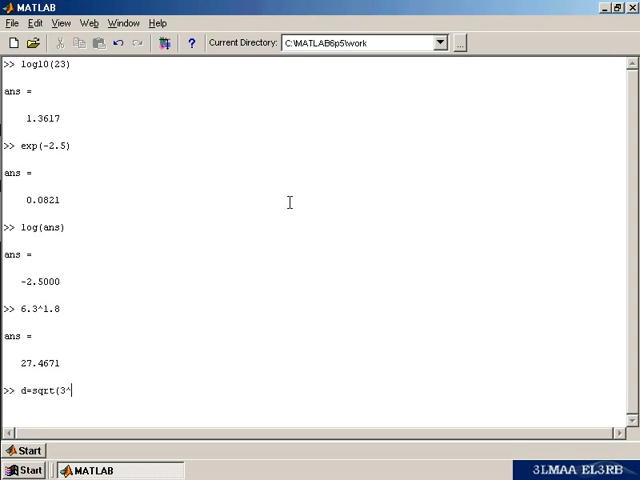 MATLAB
File Edit View Web Window Help
Current Directory: C:\MATLAB6p5\work ...
>> log10(23)
ans =
1.3617
>> exp(-2.5)
ans =
0.0821
>> log(ans)
ans =
-2.5000
>> 6.3^1.8
ans =
27.4671
>> d=sqrt(3^
Start
Start MATLAB 3LMAA EL3RB